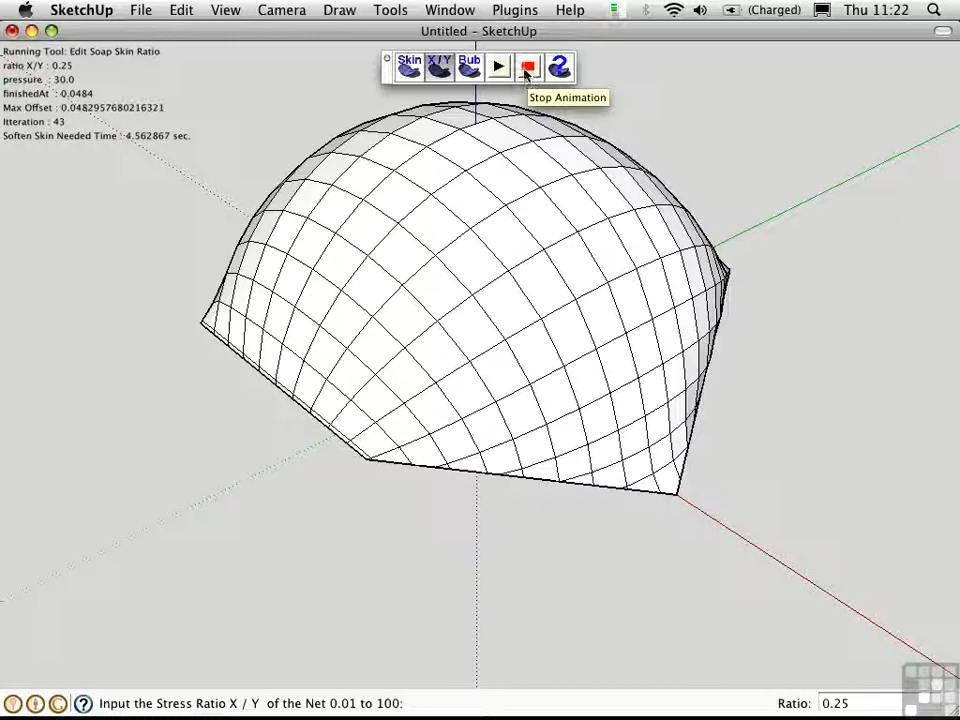 SketchUp File Edit View Camera Draw Tools Window Plugins Help (Charged) Thu 11:22
Untitled - SketchUp
Running Tool: Edit Soap Skin Ratio
ratio X/Y : 0.25
pressure : 30.0
finishedAt : 0.0484
Max Offset : 0.0482957680216321
Itteration : 43
Soften Skin Needed Time : 4.562867 sec.
Skin X/Y Bub
Stop Animation
Input the Stress Ratio X / Y of the Net 0.01 to 100: Ratio: 0.25